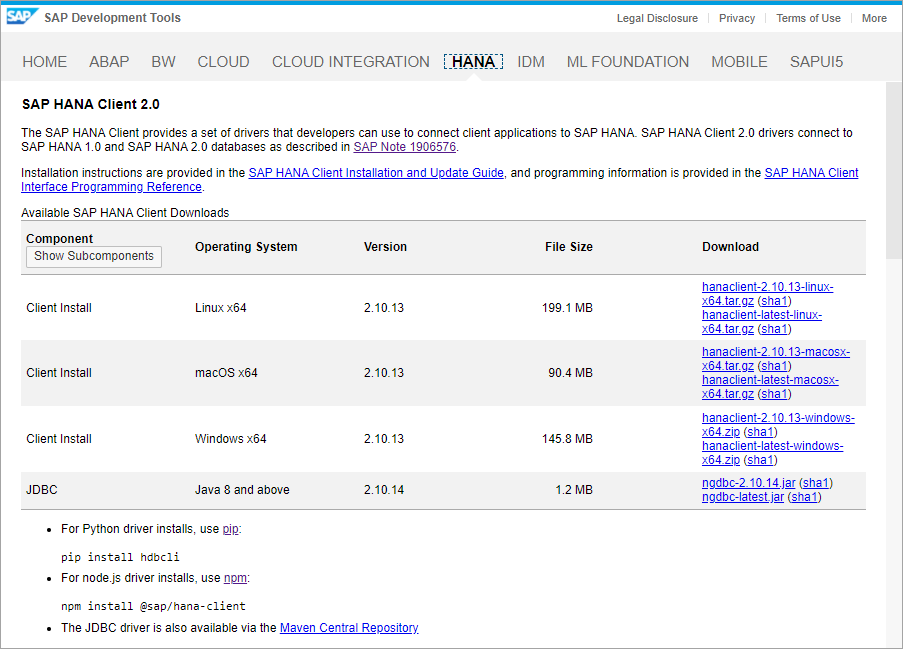 SAP SAP Development Tools Legal Disclosure Privacy Terms of Use More
HOME ABAP BW CLOUD CLOUD INTEGRATION HANA IDM ML FOUNDATION MOBILE SAPUI5
SAP HANA Client 2.0
The SAP HANA Client provides a set of drivers that developers can use to connect client applications to SAP HANA. SAP HANA Client 2.0 drivers connect to
SAP HANA 1.0 and SAP HANA 2.0 databases as described in SAP Note 1906576.
Installation instructions are provided in the SAP HANA Client Installation and Update Guide, and programming information is provided in the SAP HANA Client
Interface Programming Reference.
Available SAP HANA Client Downloads
Component
Show Subcomponents
Operating System Version File Size Download
Client Install Linux x64 2.10.13 199.1 MB
hanaclient-2.10.13-linux-
x64.tar.gz (sha1)
hanaclient-latest-linux-
x64.tar.gz (sha1)
Client Install macOS x64 2.10.13 90.4 MB
hanaclient-2.10.13-macosx-
x64.tar.gz (sha1)
hanaclient-latest-macosx-
x64.tar.gz (sha1)
Client Install Windows x64 2.10.13 145.8 MB
hanaclient-2.10.13-windows-
x64.zip (sha1)
hanaclient-latest-windows-
x64.zip (sha1)
JDBC Java 8 and above 2.10.14 1.2 MB
ngdbc-2.10.14.jar (sha1)
ngdbc-latest.jar (sha1)
• For Python driver installs, use pip:
pip install hdbcli
• For node.js driver installs, use npm:
npm install @sap/hana-client
• The JDBC driver is also available via the Maven Central Repository